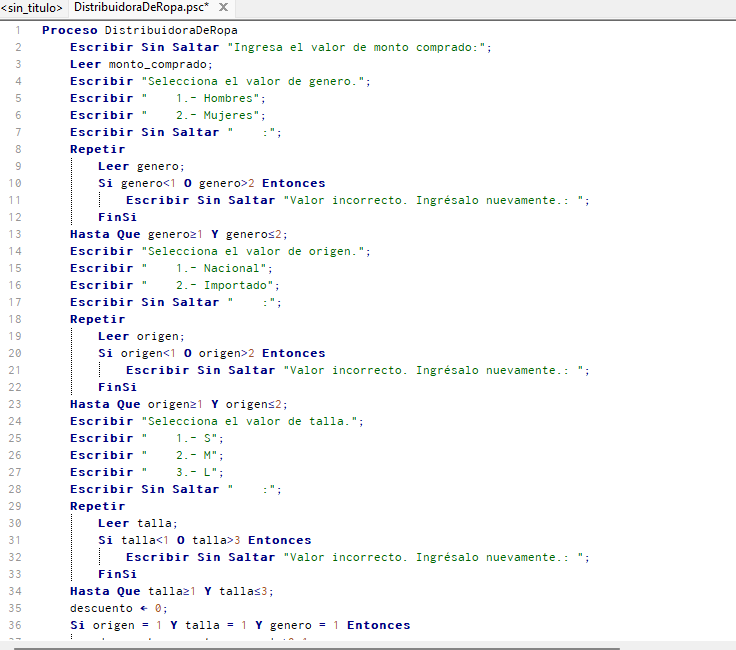 <sin_titulo> DistribuidoraDeRopa.psc* X
1 Proceso DistribuidoraDeRopa
2 Escribir Sin Saltar "Ingresa el valor de monto comprado:";
3 Leer monto_comprado;
4 Escribir "Selecciona el valor de genero.";
5 Escribir "    1.- Hombres";
6 Escribir "    2.- Mujeres";
7 Escribir Sin Saltar "    :";
8 Repetir
9 Leer genero;
10 Si genero<1 O genero>2 Entonces
11 Escribir Sin Saltar "Valor incorrecto. Ingrésalo nuevamente.: ";
12 FinSi
13 Hasta Que genero≥1 Y genero≤2;
14 Escribir "Selecciona el valor de origen.";
15 Escribir "    1.- Nacional";
16 Escribir "    2.- Importado";
17 Escribir Sin Saltar "    :";
18 Repetir
19 Leer origen;
20 Si origen<1 O origen>2 Entonces
21 Escribir Sin Saltar "Valor incorrecto. Ingrésalo nuevamente.: ";
22 FinSi
23 Hasta Que origen≥1 Y origen≤2;
24 Escribir "Selecciona el valor de talla.";
25 Escribir "    1.- S";
26 Escribir "    2.- M";
27 Escribir "    3.- L";
28 Escribir Sin Saltar "    :";
29 Repetir
30 Leer talla;
31 Si talla<1 O talla>3 Entonces
32 Escribir Sin Saltar "Valor incorrecto. Ingrésalo nuevamente.: ";
33 FinSi
34 Hasta Que talla≥1 Y talla≤3;
35 descuento ← 0;
36 Si origen = 1 Y talla = 1 Y genero = 1 Entonces